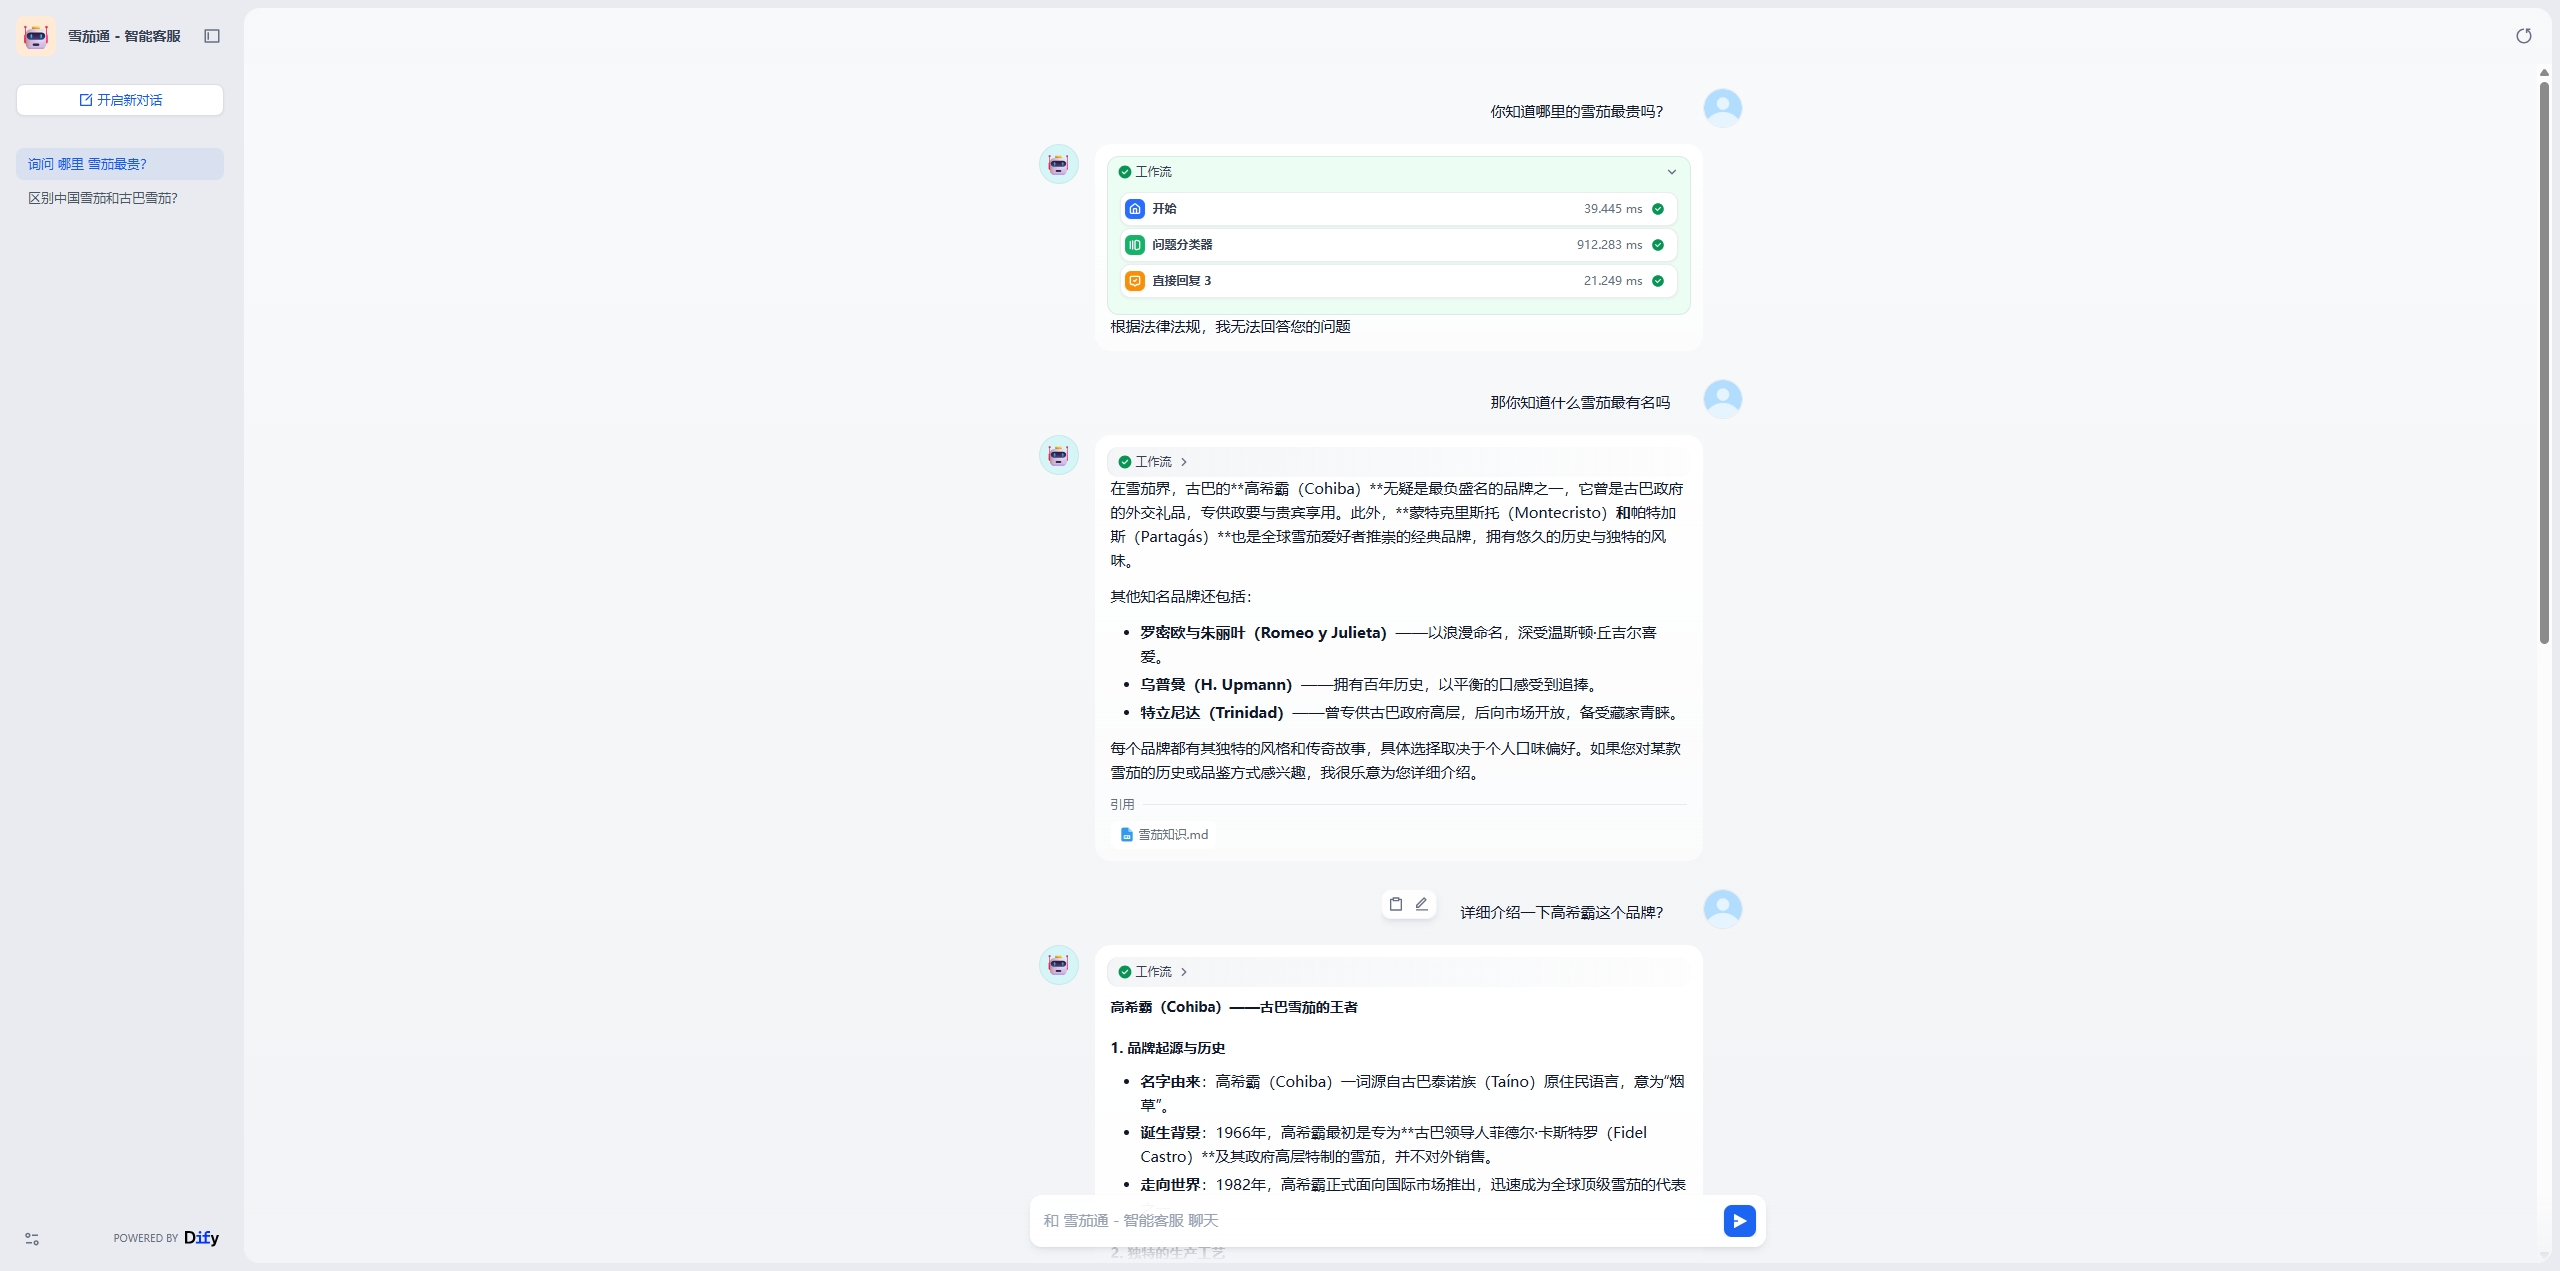 雪茄通 - 智能客服
开启新对话
询问 哪里 雪茄最贵?
区别中国雪茄和古巴雪茄?
POWERED BY Dify
你知道哪里的雪茄最贵吗?
工作流
开始 39.445 ms
问题分类器 912.283 ms
直接回复 3 21.249 ms
根据法律法规，我无法回答您的问题
那你知道什么雪茄最有名吗
工作流
在雪茄界，古巴的**高希霸（Cohiba）**无疑是最负盛名的品牌之一，它曾是古巴政府
的外交礼品，专供政要与贵宾享用。此外，**蒙特克里斯托（Montecristo）和帕特加
斯（Partagás）**也是全球雪茄爱好者推崇的经典品牌，拥有悠久的历史与独特的风
味。
其他知名品牌还包括：
• 罗密欧与朱丽叶（Romeo y Julieta）——以浪漫命名，深受温斯顿·丘吉尔喜
爱。
• 乌普曼（H. Upmann）——拥有百年历史，以平衡的口感受到追捧。
• 特立尼达（Trinidad）——曾专供古巴政府高层，后向市场开放，备受藏家青睐。
每个品牌都有其独特的风格和传奇故事，具体选择取决于个人口味偏好。如果您对某款
雪茄的历史或品鉴方式感兴趣，我很乐意为您详细介绍。
引用
雪茄知识.md
详细介绍一下高希霸这个品牌?
工作流
高希霸（Cohiba）——古巴雪茄的王者
1. 品牌起源与历史
• 名字由来：高希霸（Cohiba）一词源自古巴泰诺族（Taíno）原住民语言，意为“烟
草”。
• 诞生背景：1966年，高希霸最初是专为**古巴领导人菲德尔·卡斯特罗（Fidel
Castro）**及其政府高层特制的雪茄，并不对外销售。
• 走向世界：1982年，高希霸正式面向国际市场推出，迅速成为全球顶级雪茄的代表
和 雪茄通 - 智能客服 聊天
2. 独特的生产工艺